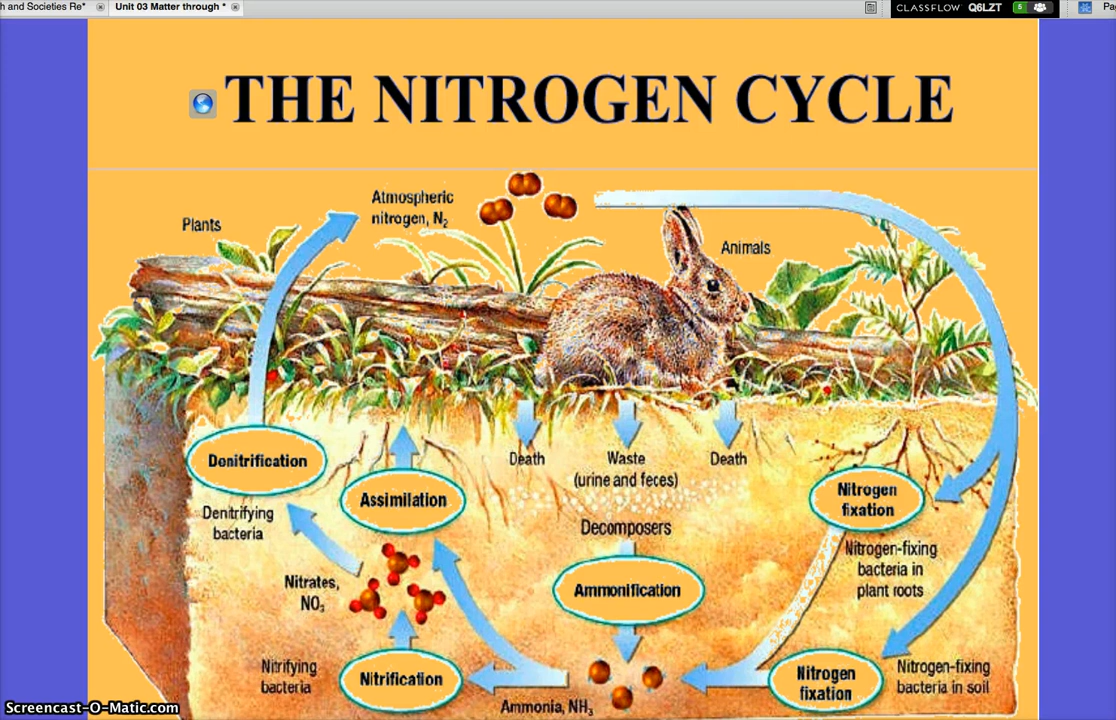 h and Societies Re*
Unit 03 Matter through *
CLASSFLOW Q6LZT 5
Pa
THE NITROGEN CYCLE
Atmospheric
nitrogen, N₂
Plants
Animals
Death
Waste
(urine and feces)
Death
Denitrification
Assimilation
Nitrogen
fixation
Denitrifying
bacteria
Decomposers
Nitrogen-fixing
bacteria in
plant roots
Nitrates,
NO₃
Ammonification
Nitrifying
bacteria
Nitrification
Ammonia, NH₃
Nitrogen
fixation
Nitrogen-fixing
bacteria in soil
Screencast-O-Matic.com